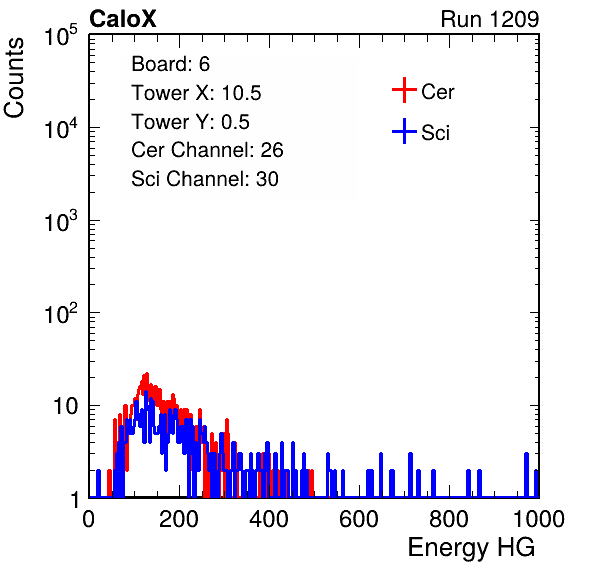 CaloX Run 1209
Counts
10^5
10^4
10^3
10^2
10
1
Board: 6
Tower X: 10.5
Tower Y: 0.5
Cer Channel: 26
Sci Channel: 30
Cer
Sci
0 200 400 600 800 1000
Energy HG